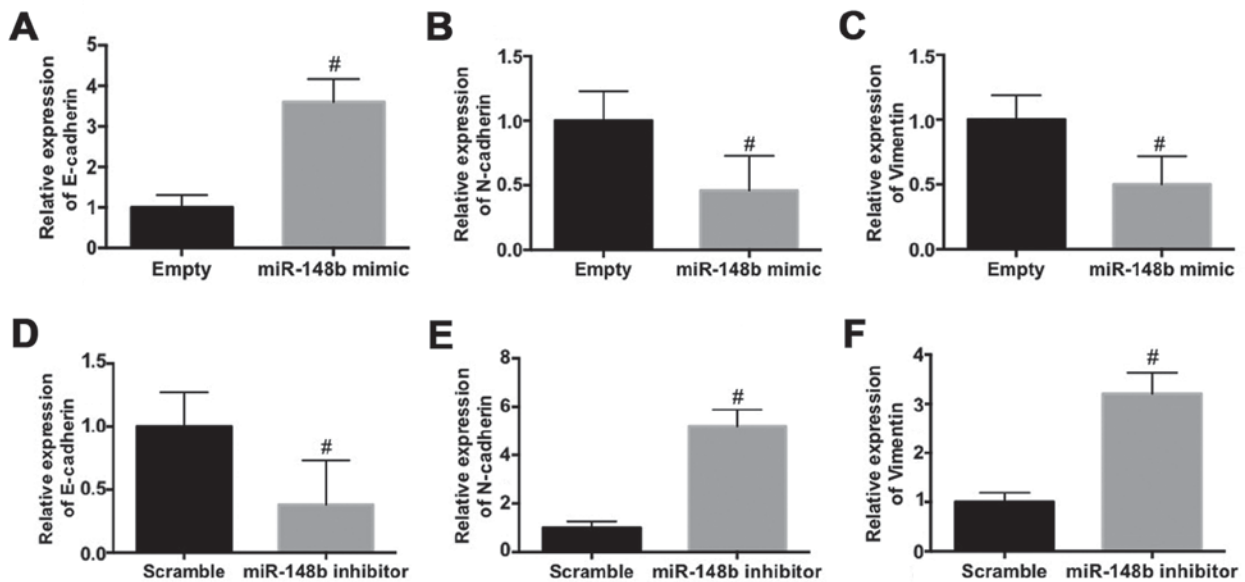 A
Relative expression
of E-cadherin
5
4
3
2
1
0
#
Empty
miR-148b mimic
B
Relative expression
of N-cadherin
1.5
1.0
0.5
0.0
#
Empty
miR-148b mimic
C
Relative expression
of Vimentin
1.5
1.0
0.5
0.0
#
Empty
miR-148b mimic
D
Relative expression
of E-cadherin
1.5
1.0
0.5
0.0
#
Scramble
miR-148b inhibitor
E
Relative expression
of N-cadherin
8
6
4
2
0
#
Scramble
miR-148b inhibitor
F
Relative expression
of Vimentin
4
3
2
1
0
#
Scramble
miR-148b inhibitor